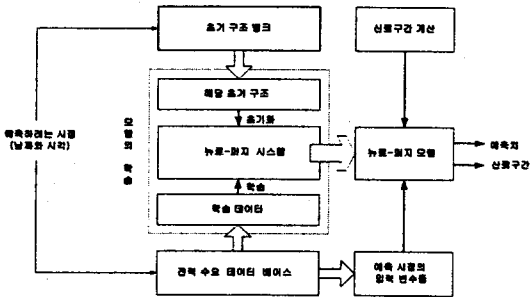 초기 구조 뱅크
신뢰구간 계산
해당 초기 구조
초기화
모형의 학습
예측하려는 시점
(날짜와 시각)
뉴로-퍼지 시스템
뉴로-퍼지 모형
예측치
신뢰구간
학습
학습 데이타
전력 수요 데이타 베이스
예측 시점의
입력 변수들